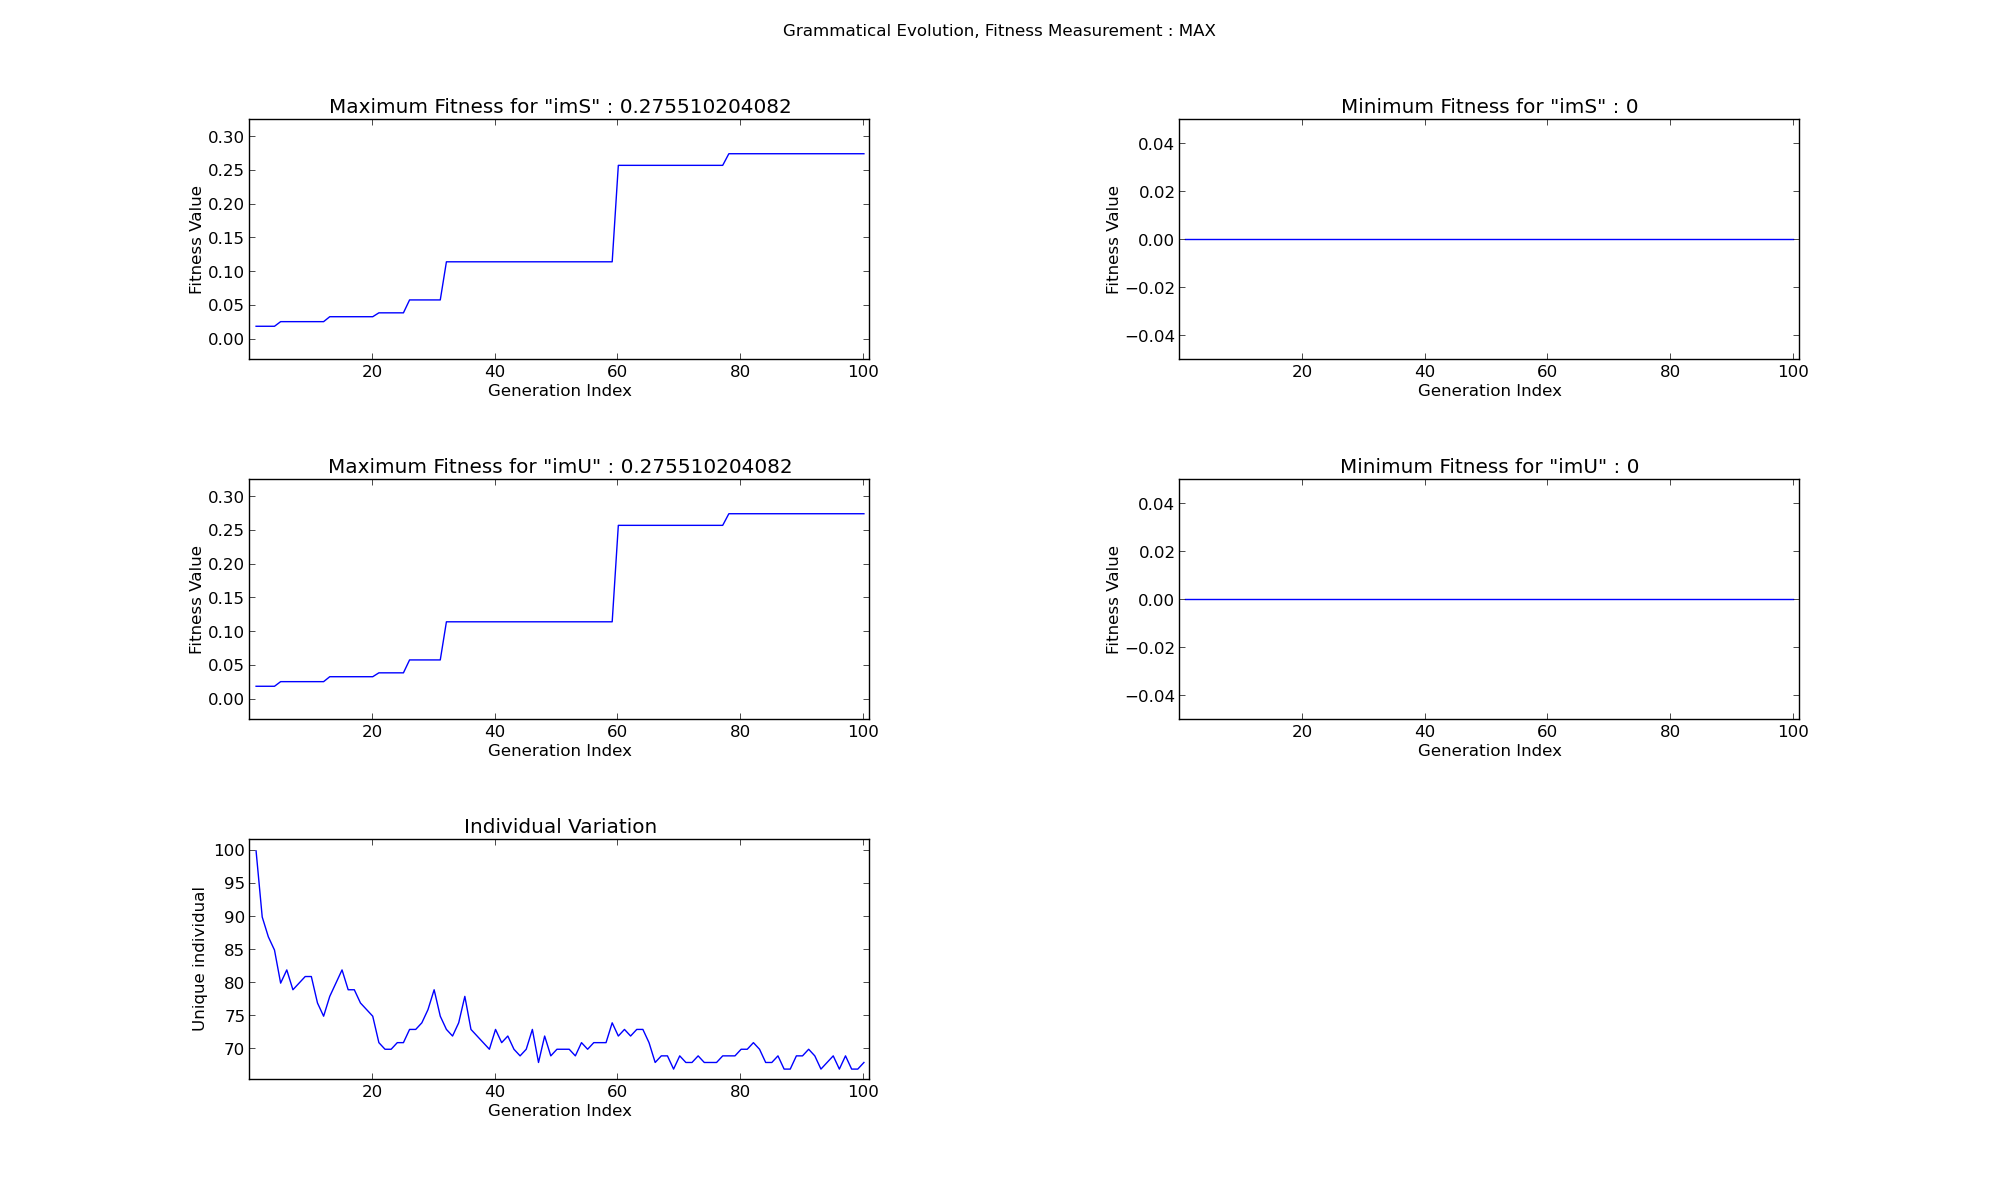 Grammatical Evolution, Fitness Measurement : MAX
Maximum Fitness for "imS" : 0.275510204082
0.30
0.25
0.20
0.15
0.10
0.05
0.00
Fitness Value
20 40 60 80 100
Generation Index
Minimum Fitness for "imS" : 0
0.04
0.02
0.00
−0.02
−0.04
Fitness Value
20 40 60 80 100
Generation Index
Maximum Fitness for "imU" : 0.275510204082
0.30
0.25
0.20
0.15
0.10
0.05
0.00
Fitness Value
20 40 60 80 100
Generation Index
Minimum Fitness for "imU" : 0
0.04
0.02
0.00
−0.02
−0.04
Fitness Value
20 40 60 80 100
Generation Index
Individual Variation
100
95
90
85
80
75
70
Unique individual
20 40 60 80 100
Generation Index